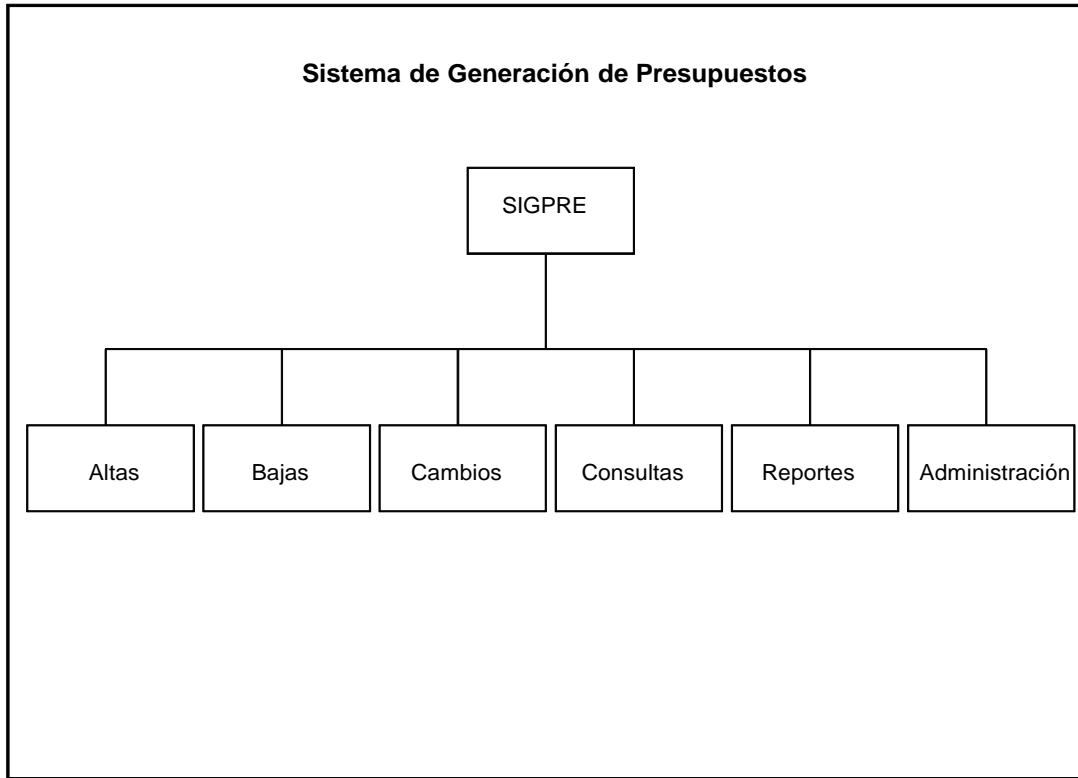 Sistema de Generación de Presupuestos
SIGPRE
Altas
Bajas
Cambios
Consultas
Reportes
Administración